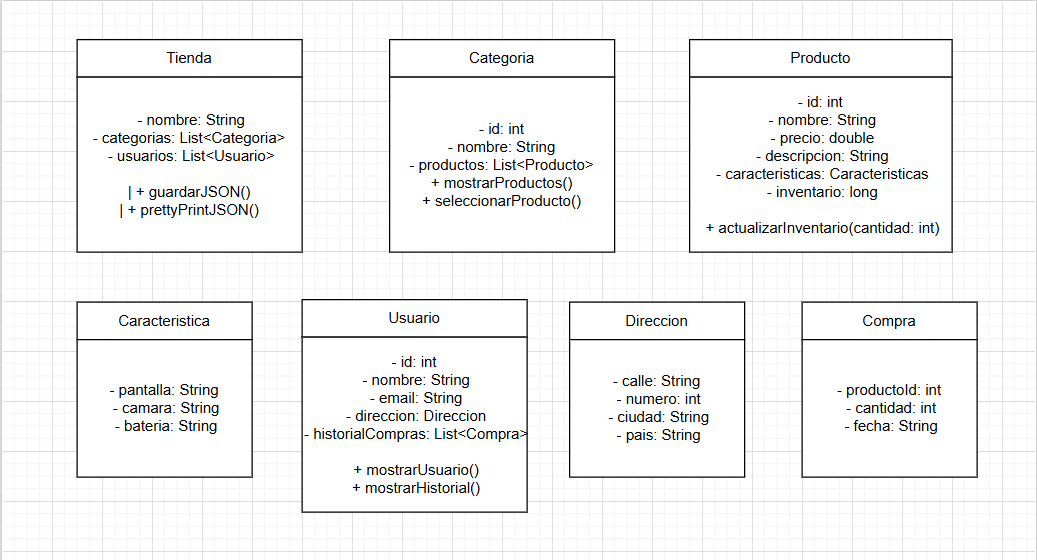 Tienda
- nombre: String
- categorias: List<Categoria>
- usuarios: List<Usuario>
| + guardarJSON()
| + prettyPrintJSON()
Categoria
- id: int
- nombre: String
- productos: List<Producto>
+ mostrarProductos()
+ seleccionarProducto()
Producto
- id: int
- nombre: String
- precio: double
- descripcion: String
- caracteristicas: Caracteristicas
- inventario: long
+ actualizarInventario(cantidad: int)
Caracteristica
- pantalla: String
- camara: String
- bateria: String
Usuario
- id: int
- nombre: String
- email: String
- direccion: Direccion
- historialCompras: List<Compra>
+ mostrarUsuario()
+ mostrarHistorial()
Direccion
- calle: String
- numero: int
- ciudad: String
- pais: String
Compra
- productoId: int
- cantidad: int
- fecha: String